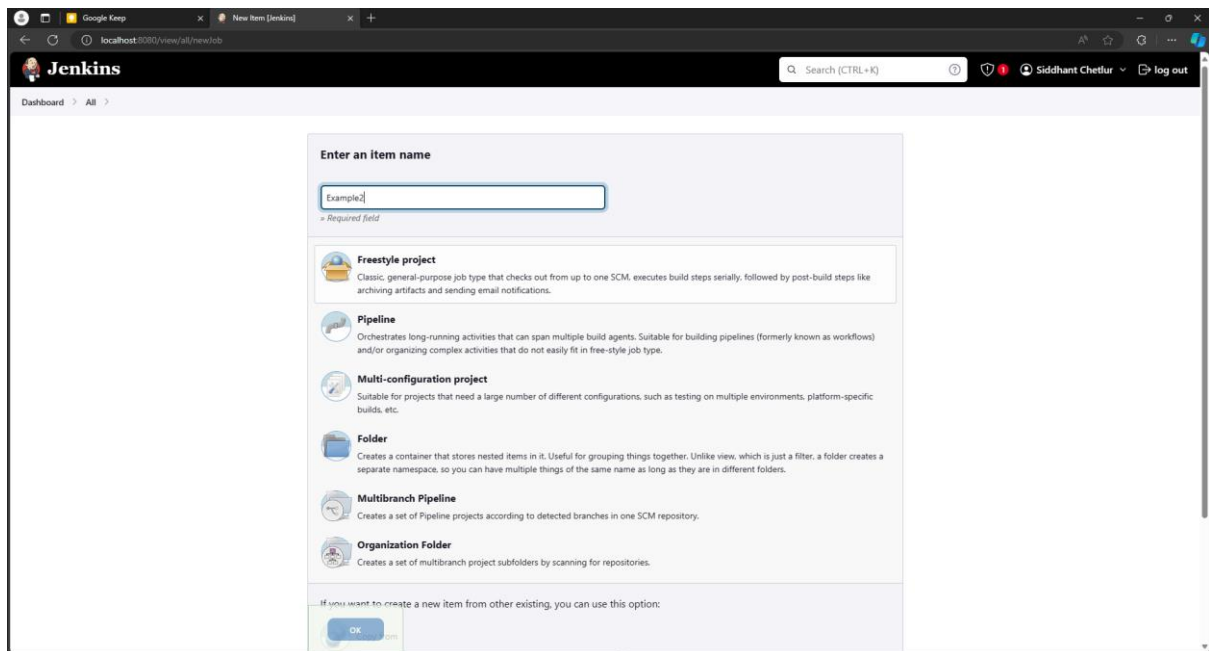 Google Keep
New Item [Jenkins]
localhost:8080/view/all/newJob
Jenkins
Search (CTRL+K)
1
Siddhant Chetlur
log out
Dashboard
All
Enter an item name
Example2
» Required field
Freestyle project
Classic, general-purpose job type that checks out from up to one SCM, executes build steps serially, followed by post-build steps like
archiving artifacts and sending email notifications.
Pipeline
Orchestrates long-running activities that can span multiple build agents. Suitable for building pipelines (formerly known as workflows)
and/or organizing complex activities that do not easily fit in free-style job type.
Multi-configuration project
Suitable for projects that need a large number of different configurations, such as testing on multiple environments, platform-specific
builds, etc.
Folder
Creates a container that stores nested items in it. Useful for grouping things together. Unlike view, which is just a filter, a folder creates a
separate namespace, so you can have multiple things of the same name as long as they are in different folders.
Multibranch Pipeline
Creates a set of Pipeline projects according to detected branches in one SCM repository.
Organization Folder
Creates a set of multibranch project subfolders by scanning for repositories.
If you want to create a new item from other existing, you can use this option:
OK
from